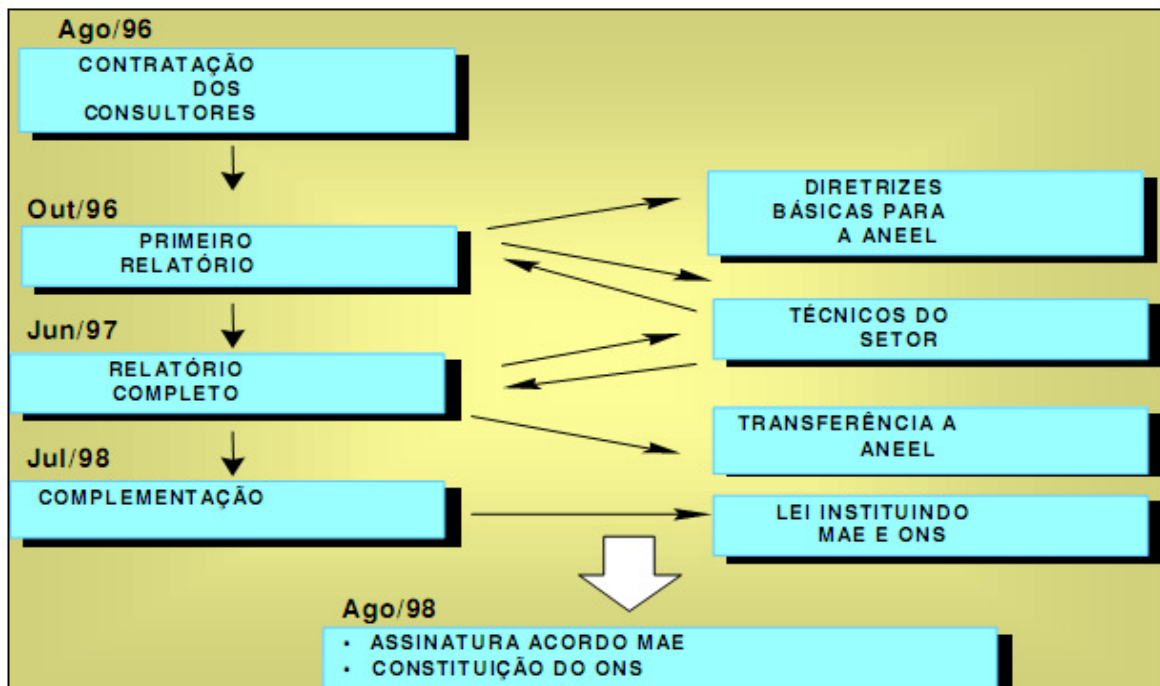 Ago/96
CONTRATAÇÃO
DOS
CONSULTORES
Out/96
PRIMEIRO
RELATÓRIO
DIRETRIZES
BÁSICAS PARA
A ANEEL
TÉCNICOS DO
SETOR
Jun/97
RELATÓRIO
COMPLETO
TRANSFERÊNCIA A
ANEEL
Jul/98
COMPLEMENTAÇÃO
LEI INSTITUINDO
MAE E ONS
Ago/98
• ASSINATURA ACORDO MAE
• CONSTITUIÇÃO DO ONS